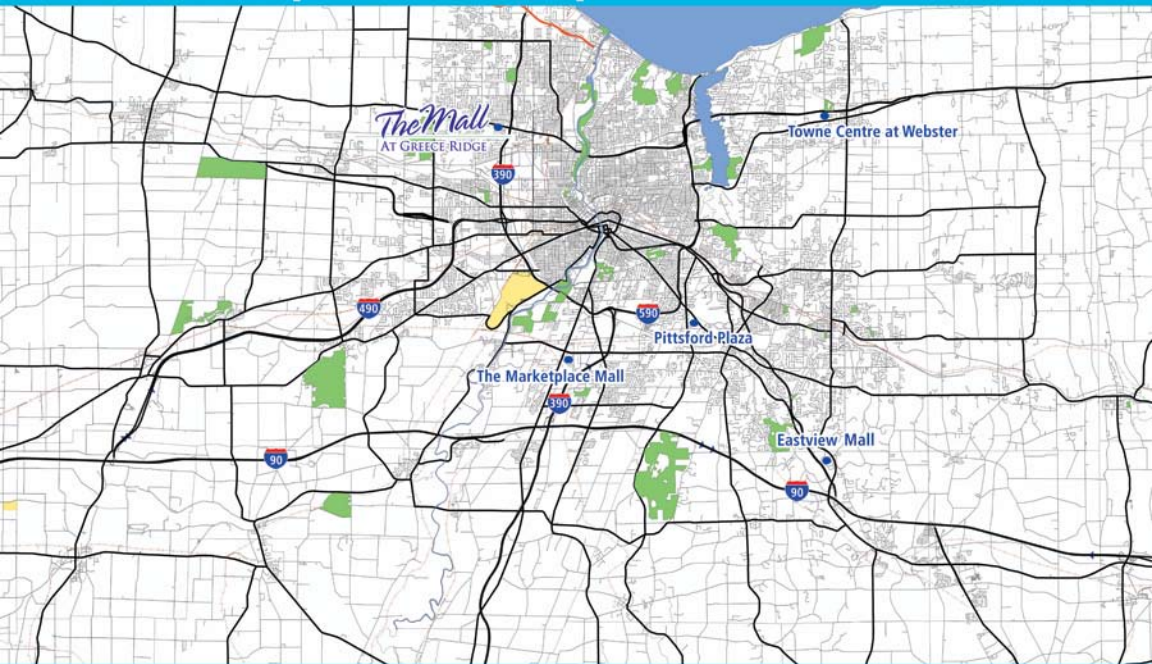 The Mall
AT GREECE RIDGE
Towne Centre at Webster
390
490
590
Pittsford Plaza
The Marketplace Mall
390
Eastview Mall
90
90